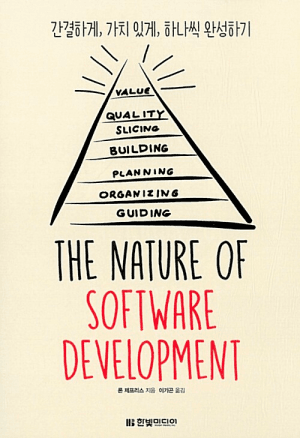 간결하게, 가치 있게, 하나씩 완성하기
VALUE
QUALITY
SLICING
BUILDING
PLANNING
ORGANIZING
GUIDING
THE NATURE OF
SOFTWARE
DEVELOPMENT
론 제프리스 지음 이가곤 옮김
한빛미디어